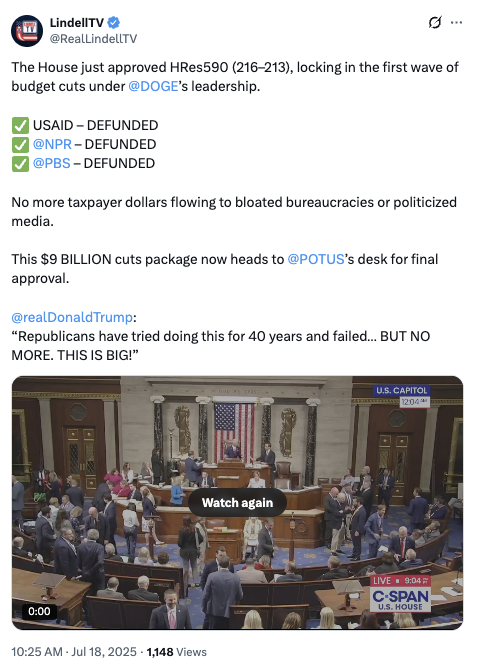 LindellTV
@RealLindellTV
The House just approved HRes590 (216–213), locking in the first wave of
budget cuts under @DOGE's leadership.
✅ USAID – DEFUNDED
✅ @NPR – DEFUNDED
✅ @PBS – DEFUNDED
No more taxpayer dollars flowing to bloated bureaucracies or politicized
media.
This $9 BILLION cuts package now heads to @POTUS's desk for final
approval.
@realDonaldTrump:
“Republicans have tried doing this for 40 years and failed... BUT NO
MORE. THIS IS BIG!”
U.S. CAPITOL
12:04 AM
Watch again
LIVE • 9:04 PT
C-SPAN
U.S. HOUSE
0:00
10:25 AM · Jul 18, 2025 · 1,148 Views